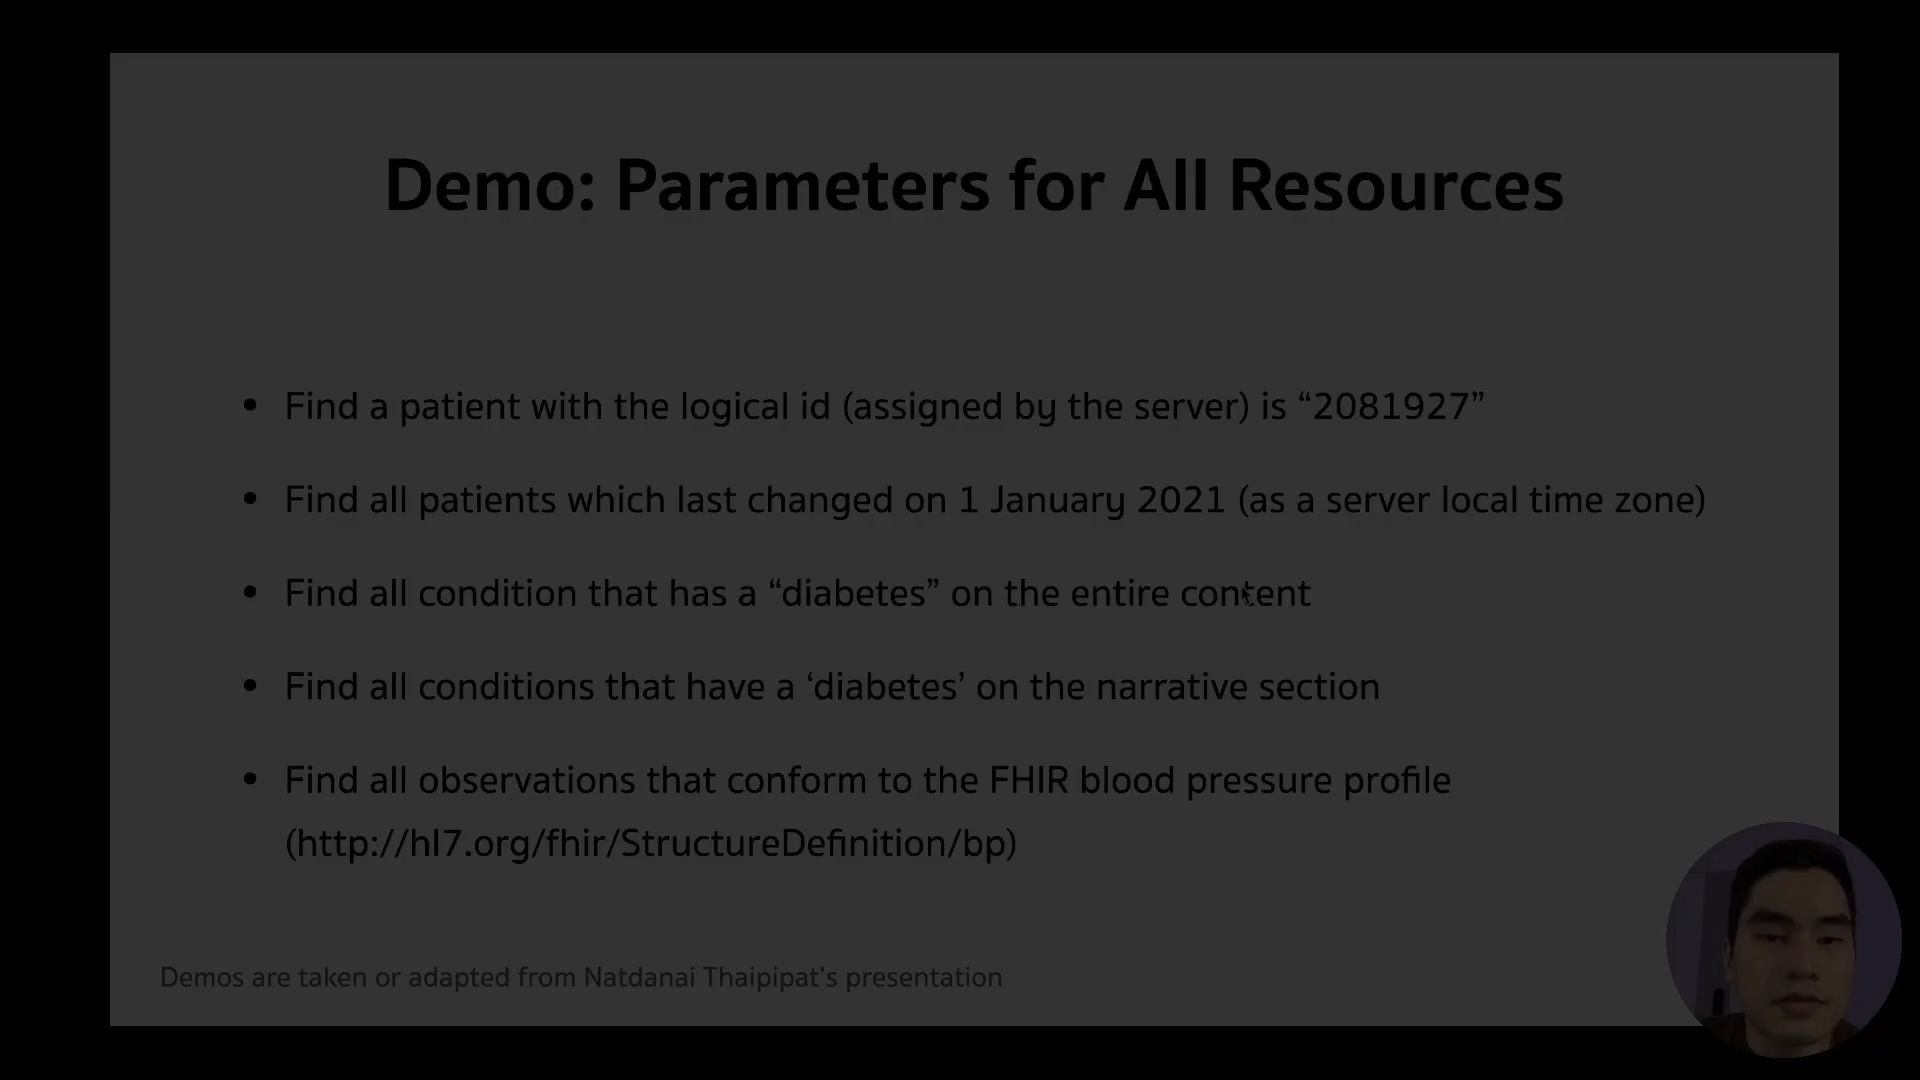 Demo: Parameters for All Resources
• Find a patient with the logical id (assigned by the server) is “2081927”
• Find all patients which last changed on 1 January 2021 (as a server local time zone)
• Find all condition that has a “diabetes” on the entire content
• Find all conditions that have a ‘diabetes’ on the narrative section
• Find all observations that conform to the FHIR blood pressure profile
(http://hl7.org/fhir/StructureDefinition/bp)
Demos are taken or adapted from Natdanai Thaipipat’s presentation